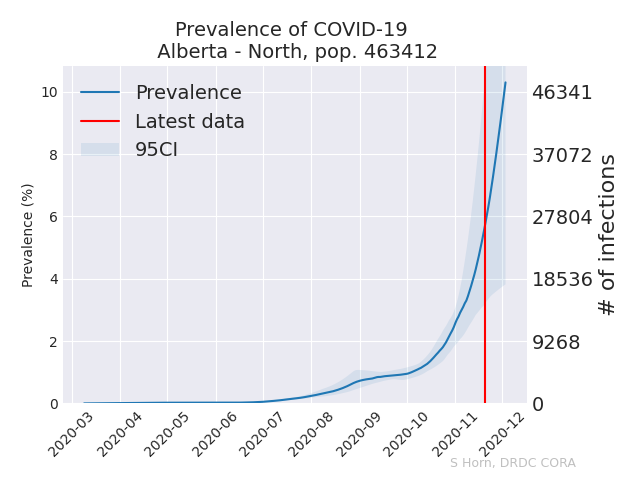 Prevalence of COVID-19
Alberta - North, pop. 463412
Prevalence
Latest data
95CI
Prevalence (%)
10
8
6
4
2
0
46341
37072
27804
18536
9268
0
# of infections
2020-03
2020-04
2020-05
2020-06
2020-07
2020-08
2020-09
2020-10
2020-11
2020-12
S Horn, DRDC CORA